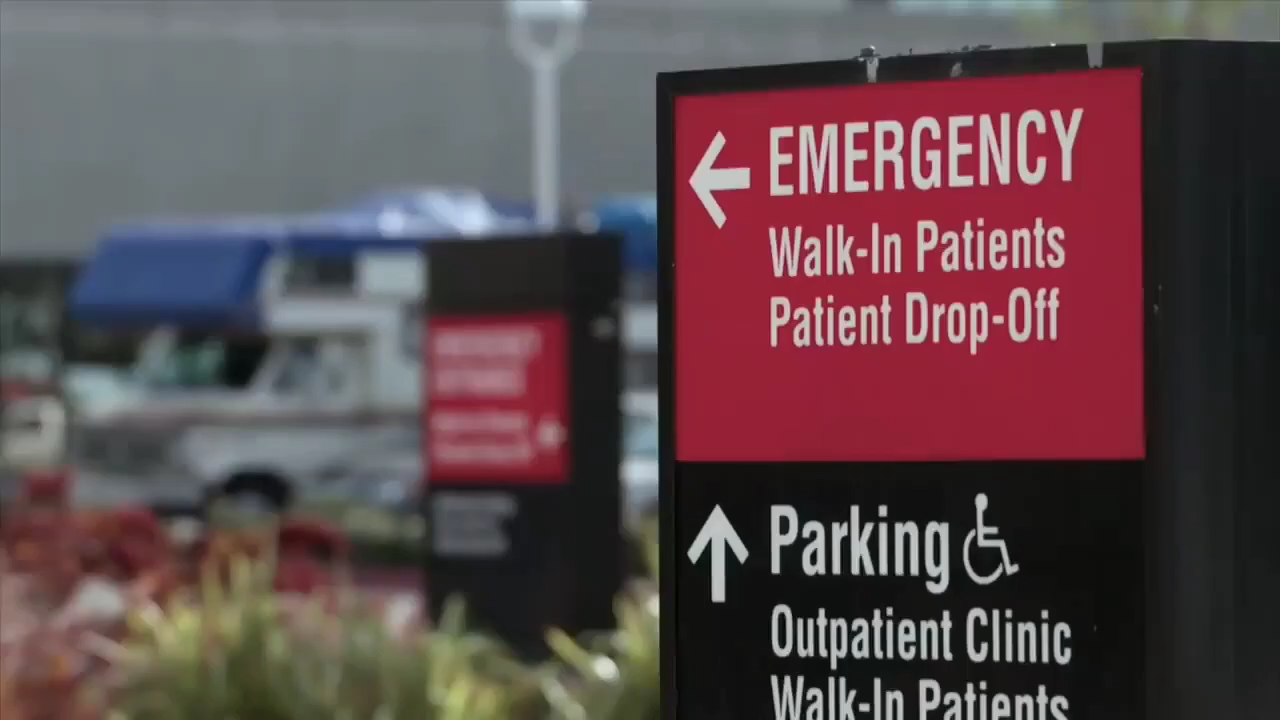 EMERGENCY
Walk-In Patients
Patient Drop-Off
Parking
Outpatient Clinic
Walk-In Patients